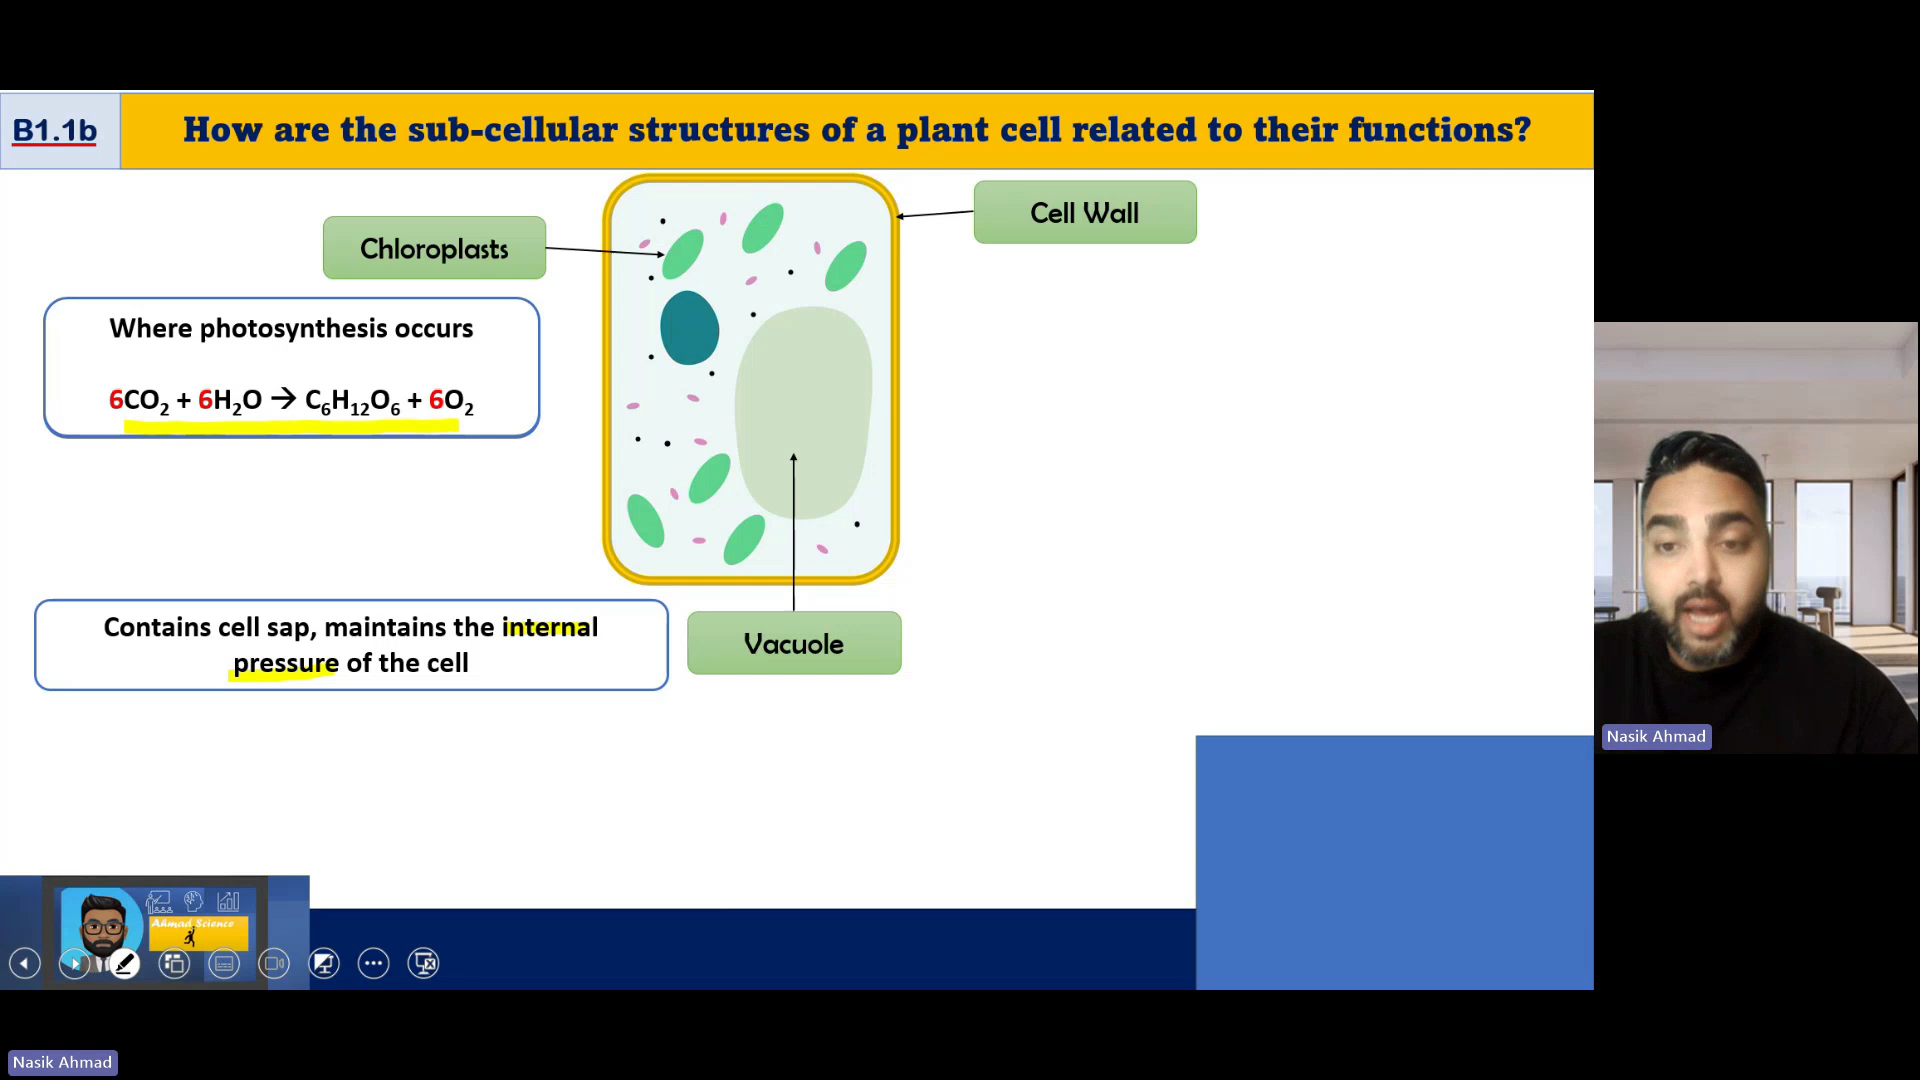 B1.1b
How are the sub-cellular structures of a plant cell related to their functions?
Chloroplasts
Cell Wall
Where photosynthesis occurs
6CO₂ + 6H₂O → C₆H₁₂O₆ + 6O₂
Contains cell sap, maintains the internal
pressure of the cell
Vacuole
Nasik Ahmad
Ahmad Science
Nasik Ahmad